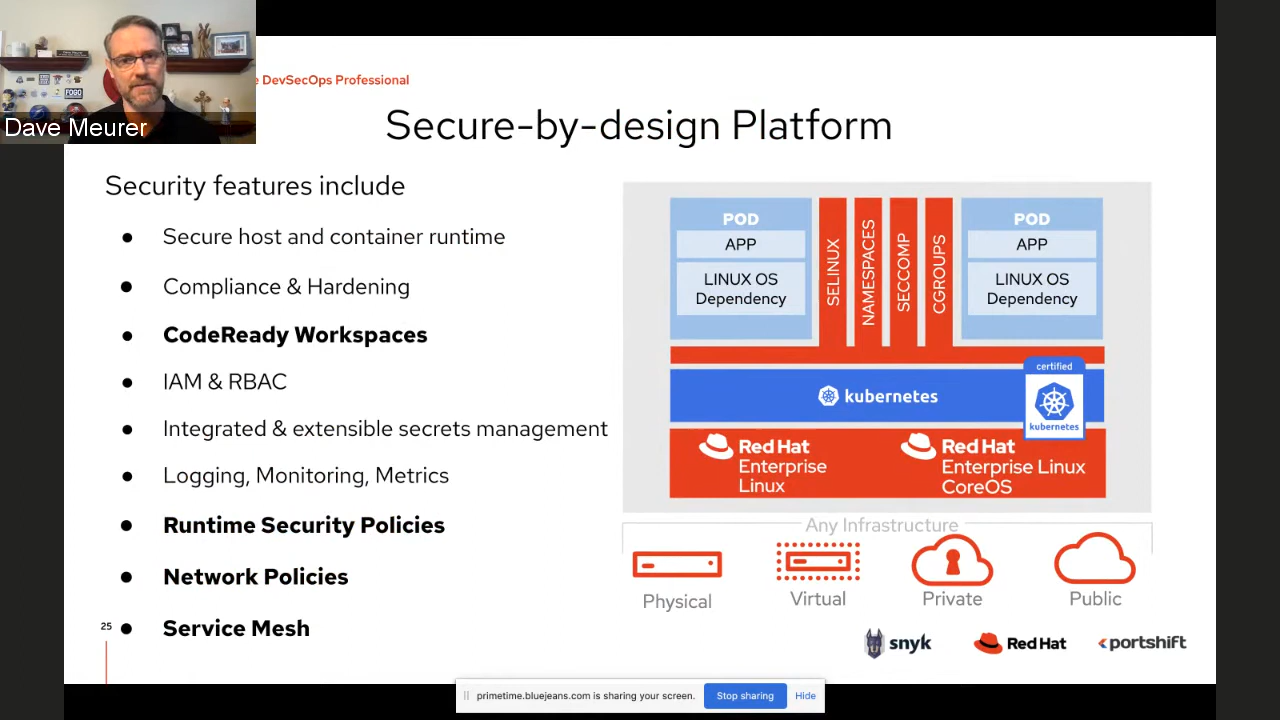 Dave Meurer
e DevSecOps Professional
Secure-by-design Platform
Security features include
● Secure host and container runtime
● Compliance & Hardening
● CodeReady Workspaces
● IAM & RBAC
● Integrated & extensible secrets management
● Logging, Monitoring, Metrics
● Runtime Security Policies
● Network Policies
25
● Service Mesh
POD
APP
LINUX OS
Dependency
SELINUX
NAMESPACES
SECCOMP
CGROUPS
POD
APP
LINUX OS
Dependency
kubernetes
certified
kubernetes
Red Hat
Enterprise
Linux
Red Hat
Enterprise Linux
CoreOS
Any Infrastructure
Physical
Virtual
Private
Public
snyk
Red Hat
portshift
primetime.bluejeans.com is sharing your screen.
Stop sharing
Hide